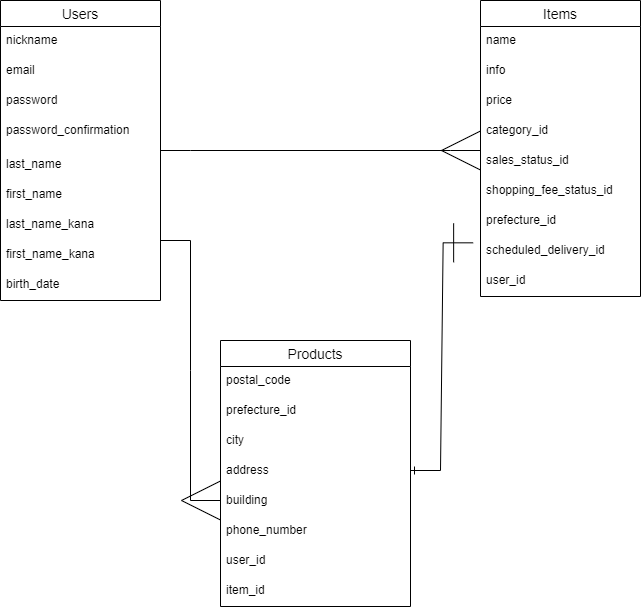 Users
nickname
email
password
password_confirmation
last_name
first_name
last_name_kana
first_name_kana
birth_date
Items
name
info
price
category_id
sales_status_id
shopping_fee_status_id
prefecture_id
scheduled_delivery_id
user_id
Products
postal_code
prefecture_id
city
address
building
phone_number
user_id
item_id